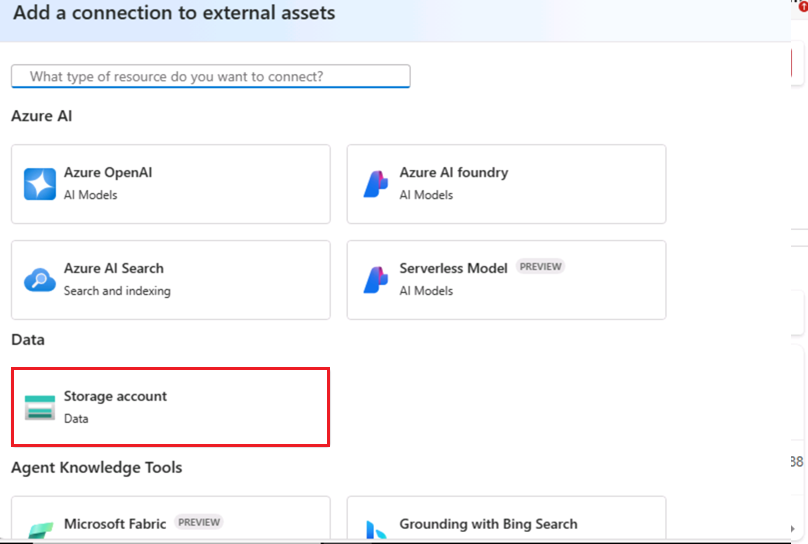 Add a connection to external assets
What type of resource do you want to connect?
Azure AI
Azure OpenAI
AI Models
Azure AI foundry
AI Models
Azure AI Search
Search and indexing
Serverless Model PREVIEW
AI Models
Data
Storage account
Data
Agent Knowledge Tools
Microsoft Fabric PREVIEW
Grounding with Bing Search
88